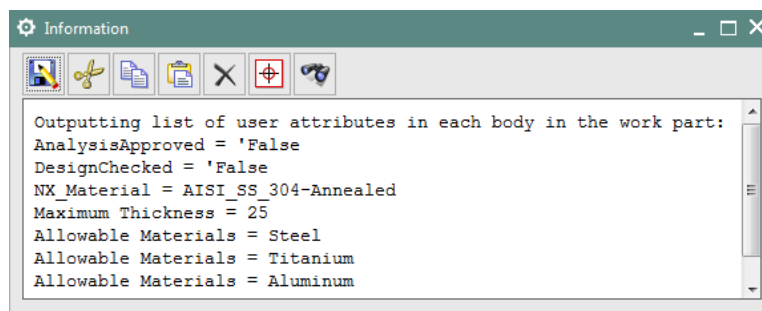 Information
Outputting list of user attributes in each body in the work part:
AnalysisApproved = 'False
DesignChecked = 'False
NX_Material = AISI_SS_304-Annealed
Maximum Thickness = 25
Allowable Materials = Steel
Allowable Materials = Titanium
Allowable Materials = Aluminum